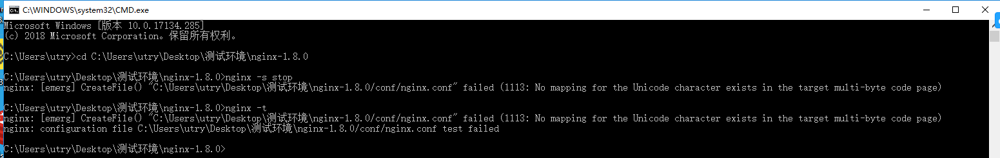 C:\WINDOWS\system32\CMD.exe
Microsoft Windows [版本 10.0.17134.285]
(c) 2018 Microsoft Corporation。保留所有权利。
C:\Users\utry>cd C:\Users\utry\Desktop\测试环境\nginx-1.8.0
C:\Users\utry\Desktop\测试环境\nginx-1.8.0>nginx -s stop
nginx: [emerg] CreateFile() "C:\Users\utry\Desktop\测试环境\nginx-1.8.0/conf/nginx.conf" failed (1113: No mapping for the Unicode character exists in the target multi-byte code page)
C:\Users\utry\Desktop\测试环境\nginx-1.8.0>nginx -t
nginx: [emerg] CreateFile() "C:\Users\utry\Desktop\测试环境\nginx-1.8.0/conf/nginx.conf" failed (1113: No mapping for the Unicode character exists in the target multi-byte code page)
nginx: configuration file C:\Users\utry\Desktop\测试环境\nginx-1.8.0/conf/nginx.conf test failed
C:\Users\utry\Desktop\测试环境\nginx-1.8.0>